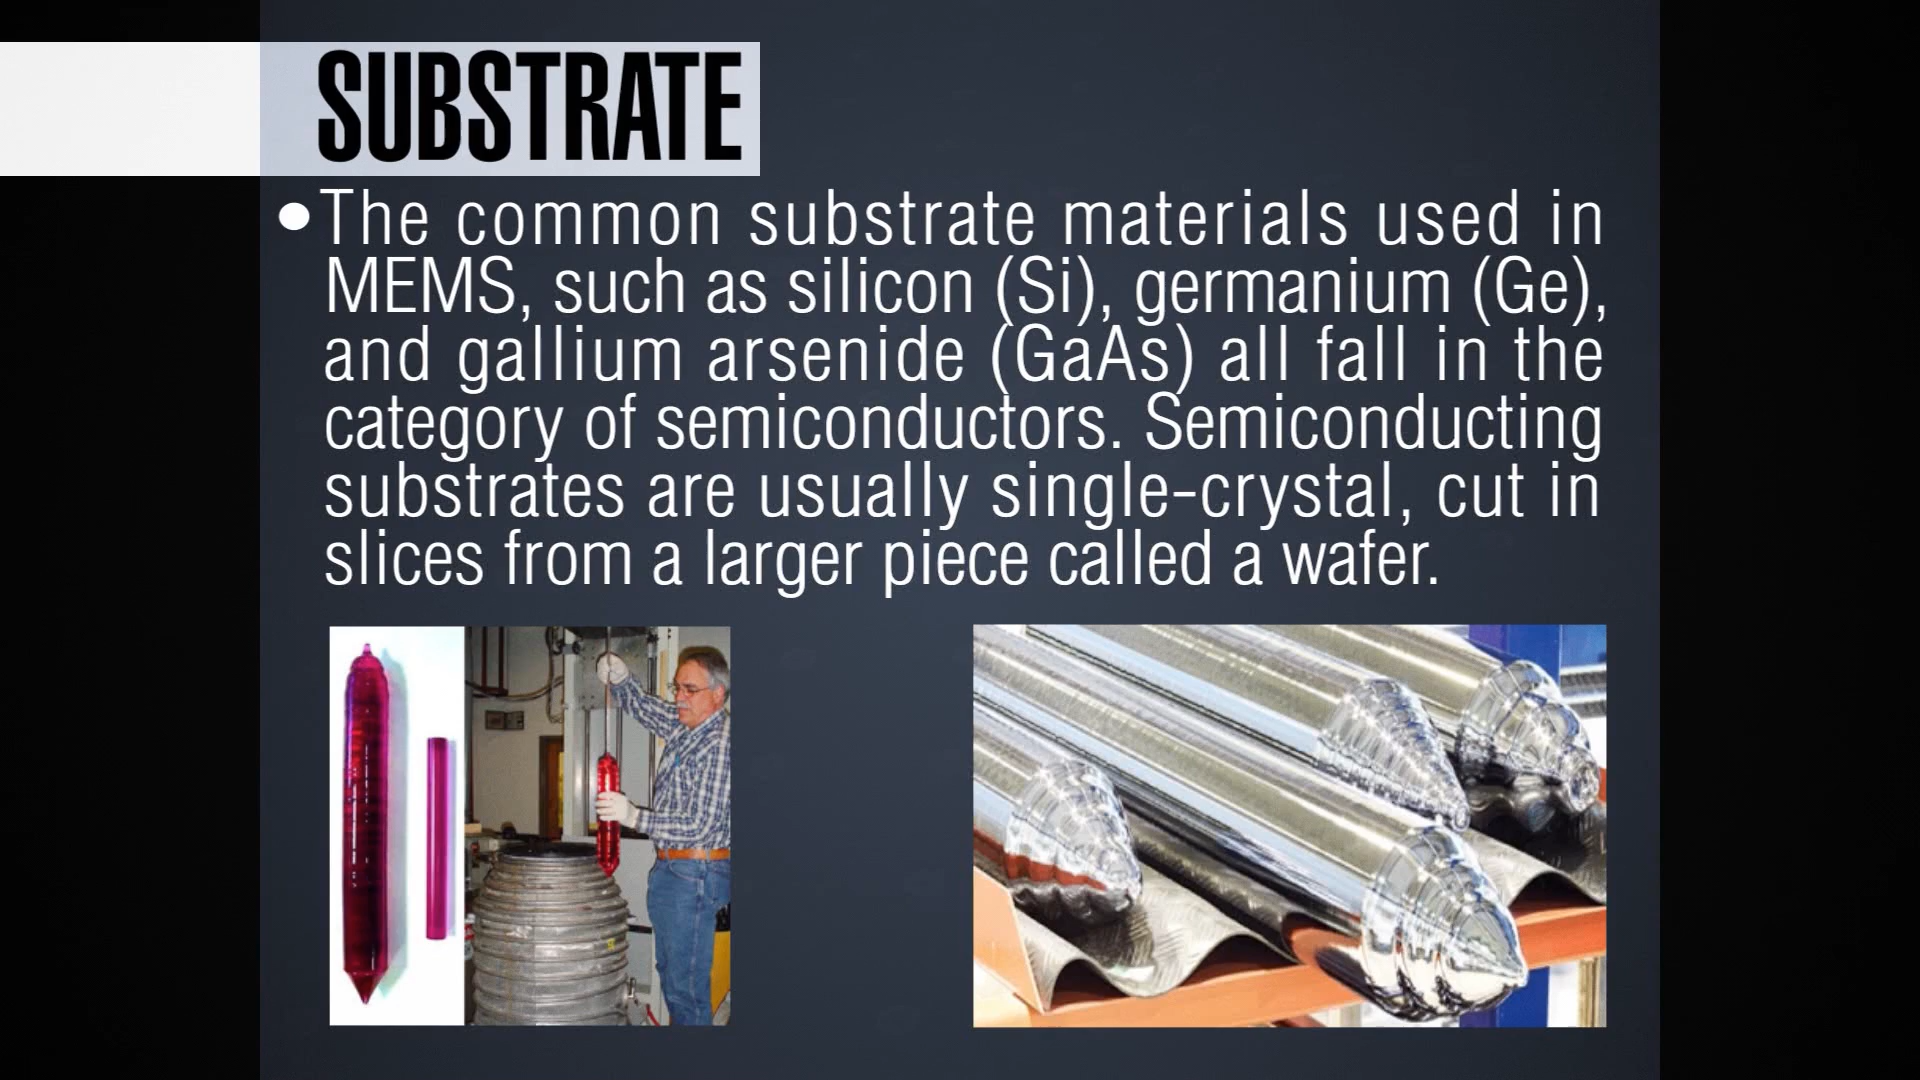 SUBSTRATE
•The common substrate materials used in
MEMS, such as silicon (Si), germanium (Ge),
and gallium arsenide (GaAs) all fall in the
category of semiconductors. Semiconducting
substrates are usually single-crystal, cut in
slices from a larger piece called a wafer.